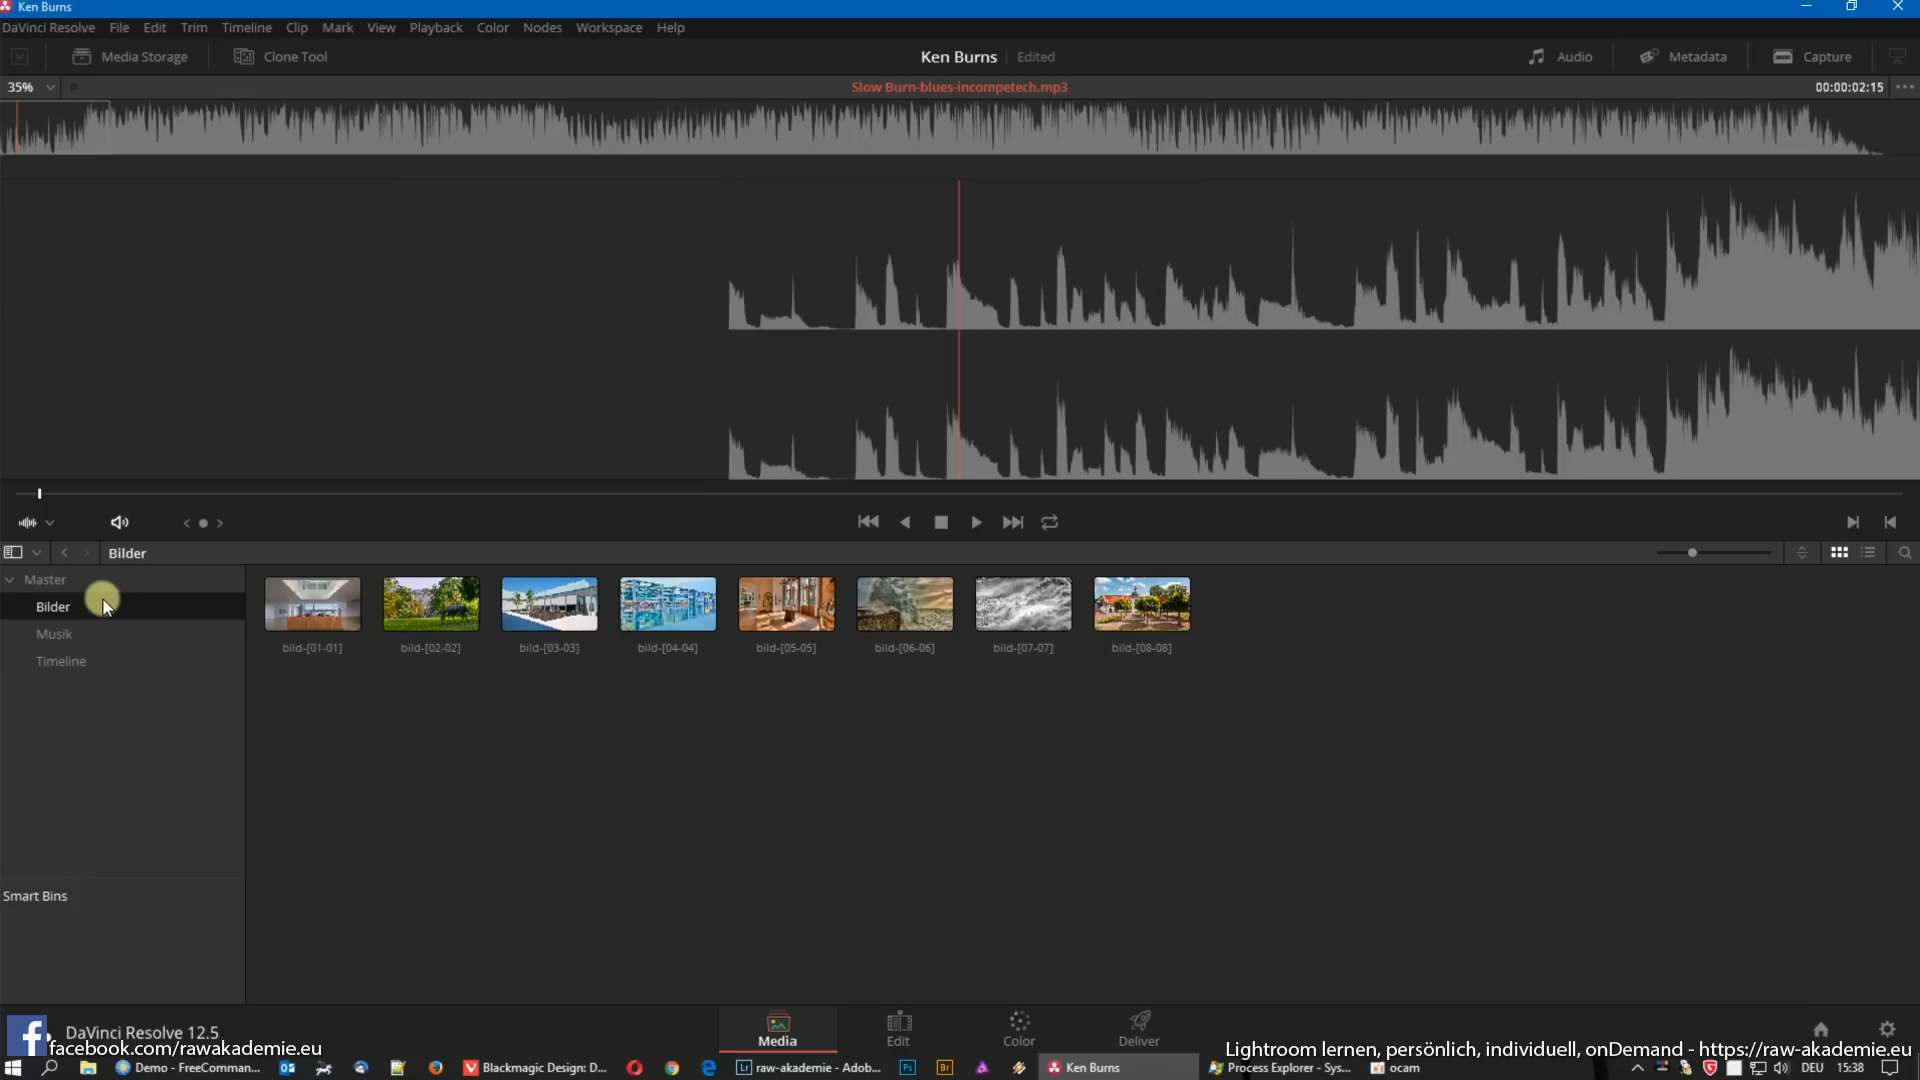 Ken Burns
DaVinci Resolve File Edit Trim Timeline Clip Mark View Playback Color Nodes Workspace Help
Media Storage Clone Tool Ken Burns Edited Audio Metadata Capture
35% Slow Burn-blues-incompetech.mp3 00:00:02:15
Bilder
Master
Bilder
Musik
Timeline
bild-[01-01] bild-[02-02] bild-[03-03] bild-[04-04] bild-[05-05] bild-[06-06] bild-[07-07] bild-[08-08]
Smart Bins
DaVinci Resolve 12.5
Media Edit Color Deliver
facebook.com/rawakademie.eu
Lightroom lernen, persönlich, individuell, onDemand - https://raw-akademie.eu
Demo - FreeComman... Blackmagic Design: D... Lr raw-akademie - Adob... Ps Br Ken Burns Process Explorer - Sys... ocam DEU 15:38